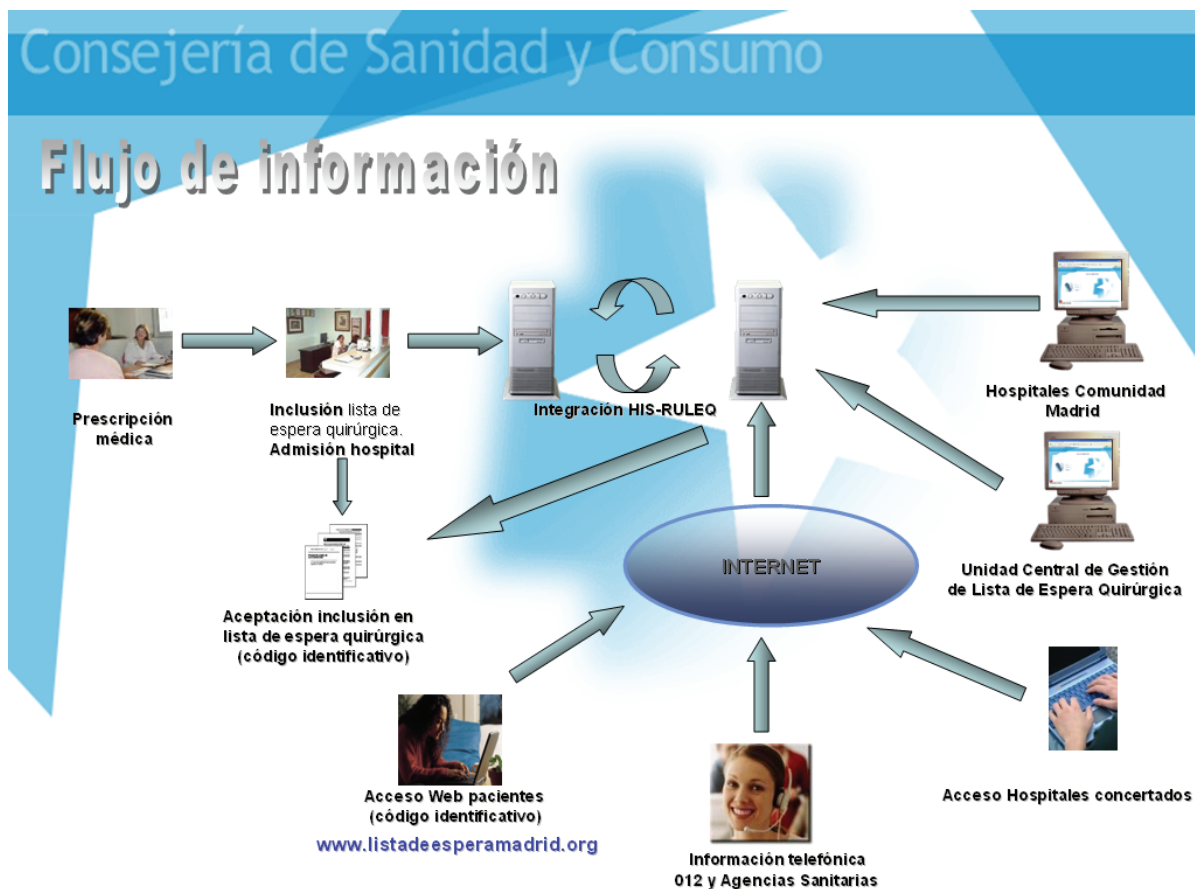 Consejería de Sanidad y Consumo
Flujo de información
Prescripción
médica
Inclusión lista de
espera quirúrgica.
Admisión hospital
Integración HIS-RULEQ
Hospitales Comunidad
Madrid
Unidad Central de Gestión
de Lista de Espera Quirúrgica
INTERNET
Aceptación inclusión en
lista de espera quirúrgica
(código identificativo)
Acceso Web pacientes
(código identificativo)
www.listadeesperamadrid.org
Información telefónica
012 y Agencias Sanitarias
Acceso Hospitales concertados